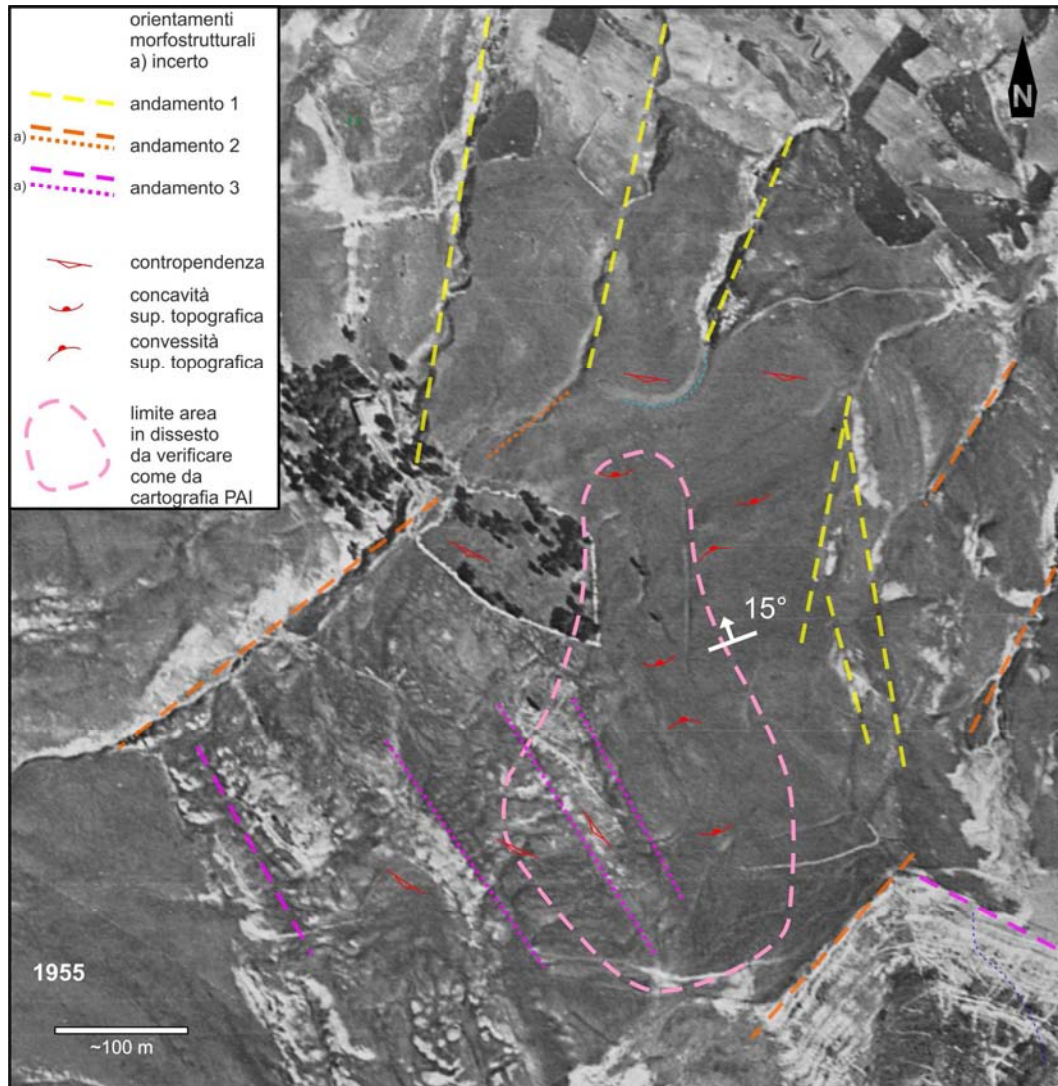 orientamenti
morfostrutturali
a) incerto
andamento 1
a)
andamento 2
a)
andamento 3
contropendenza
concavità
sup. topografica
convessità
sup. topografica
limite area
in dissesto
da verificare
come da
cartografia PAI
N
15°
1955
~100 m